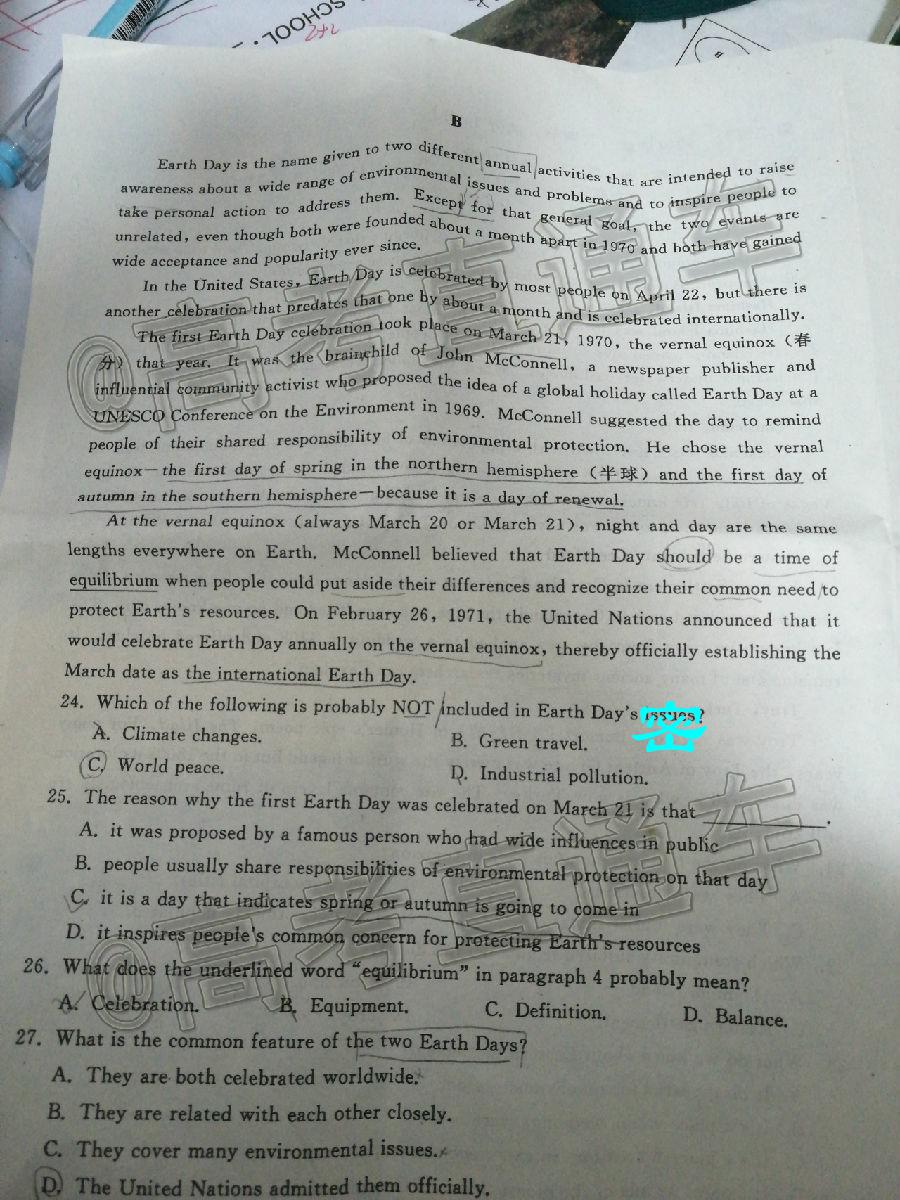 SCHOOL.
B
Earth Day is the name given to two different annual activities that are intended to raise
awareness about a wide range of environmental issues and problems and to inspire people to
take personal action to address them. Except for that general goal, the two events are
unrelated, even though both were founded about a month apart in 1970 and both have gained
wide acceptance and popularity ever since.
In the United States, Earth Day is celebrated by most people on April 22, but there is
another celebration that predates that one by about a month and is celebrated internationally.
The first Earth Day celebration took place on March 21, 1970, the vernal equinox (春
分) that year. It was the brainchild of John McConnell, a newspaper publisher and
influential community activist who proposed the idea of a global holiday called Earth Day at a
UNESCO Conference on the Environment in 1969. McConnell suggested the day to remind
people of their shared responsibility of environmental protection. He chose the vernal
equinox—the first day of spring in the northern hemisphere (半球) and the first day of
autumn in the southern hemisphere—because it is a day of renewal.
At the vernal equinox (always March 20 or March 21), night and day are the same
lengths everywhere on Earth. McConnell believed that Earth Day should be a time of
equilibrium when people could put aside their differences and recognize their common need to
protect Earth's resources. On February 26, 1971, the United Nations announced that it
would celebrate Earth Day annually on the vernal equinox, thereby officially establishing the
March date as the international Earth Day.
24. Which of the following is probably NOT included in Earth Day's issues?
A. Climate changes. B. Green travel.
密
C. World peace. D. Industrial pollution.
25. The reason why the first Earth Day was celebrated on March 21 is that ________.
A. it was proposed by a famous person who had wide influences in public
B. people usually share responsibilities of environmental protection on that day
C. it is a day that indicates spring or autumn is going to come in
D. it inspires people's common concern for protecting Earth's resources
26. What does the underlined word "equilibrium" in paragraph 4 probably mean?
A. Celebration. B. Equipment. C. Definition. D. Balance.
27. What is the common feature of the two Earth Days?
A. They are both celebrated worldwide.
B. They are related with each other closely.
C. They cover many environmental issues.
D. The United Nations admitted them officially.
@高考直通车
@高考直通车